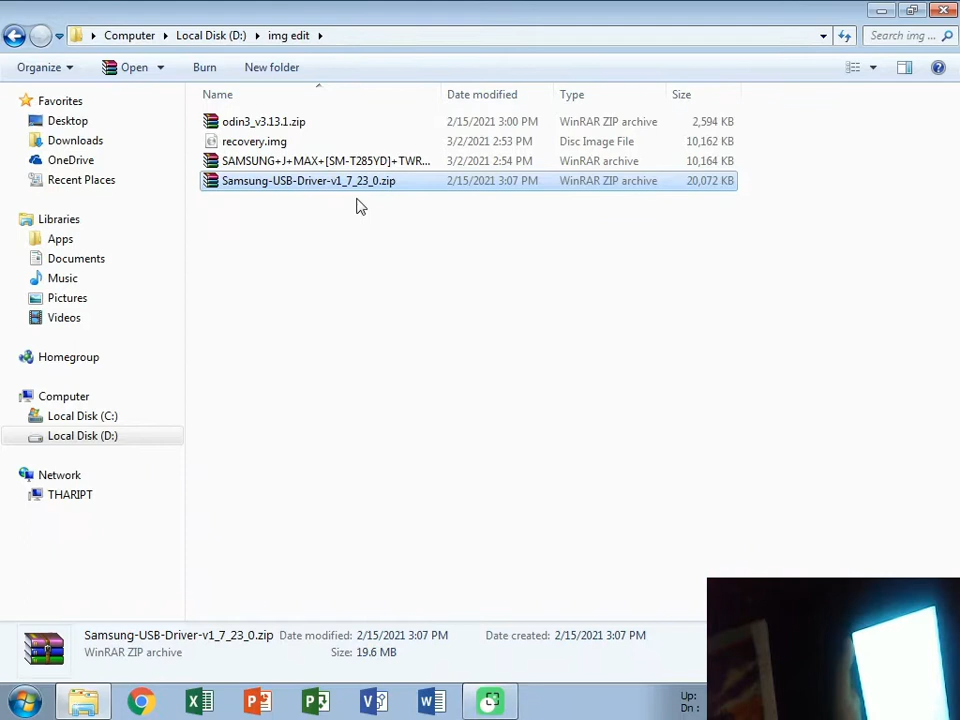 Computer Local Disk (D:) img edit Search img ...
Organize Open Burn New folder
Name Date modified Type Size
Favorites
Desktop
Downloads
OneDrive
Recent Places
Libraries
Apps
Documents
Music
Pictures
Videos
Homegroup
Computer
Local Disk (C:)
Local Disk (D:)
Network
THARIPT
odin3_v3.13.1.zip 2/15/2021 3:00 PM WinRAR ZIP archive 2,594 KB
recovery.img 3/2/2021 2:53 PM Disc Image File 10,162 KB
SAMSUNG+J+MAX+[SM-T285YD]+TWR... 3/2/2021 2:54 PM WinRAR archive 10,164 KB
Samsung-USB-Driver-v1_7_23_0.zip 2/15/2021 3:07 PM WinRAR ZIP archive 20,072 KB
Samsung-USB-Driver-v1_7_23_0.zip Date modified: 2/15/2021 3:07 PM Date created: 2/15/2021 3:07 PM
WinRAR ZIP archive Size: 19.6 MB
Up:
Dn: